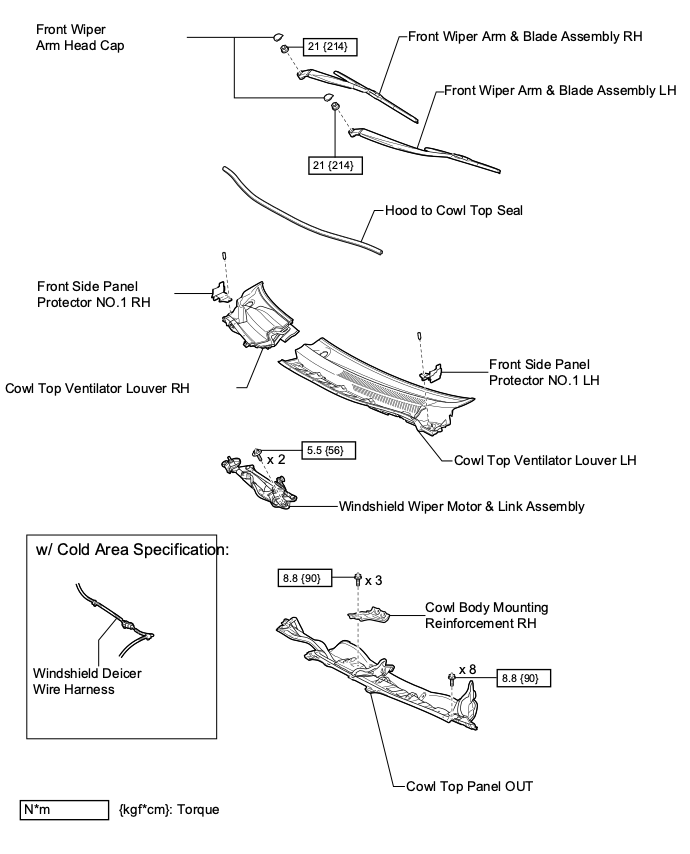 Front Wiper
Arm Head Cap
21 {214}
Front Wiper Arm & Blade Assembly RH
Front Wiper Arm & Blade Assembly LH
21 {214}
Hood to Cowl Top Seal
Front Side Panel
Protector NO.1 RH
Front Side Panel
Protector NO.1 LH
Cowl Top Ventilator Louver RH
5.5 {56}
x 2
Cowl Top Ventilator Louver LH
Windshield Wiper Motor & Link Assembly
w/ Cold Area Specification:
8.8 {90}
x 3
Cowl Body Mounting
Reinforcement RH
Windshield Deicer
Wire Harness
x 8
8.8 {90}
Cowl Top Panel OUT
N*m
{kgf*cm}: Torque